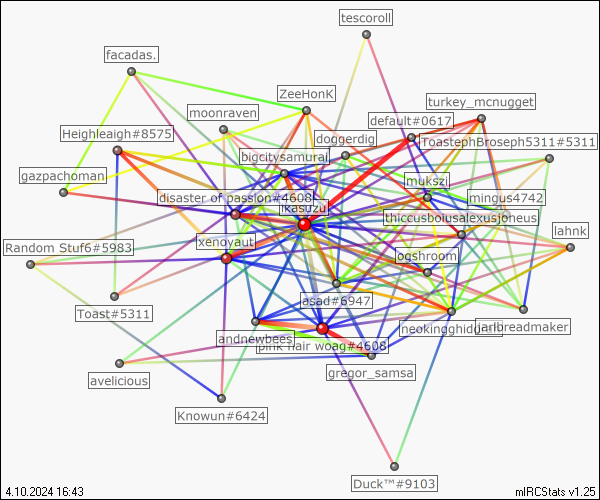 tescoroll
facadas.
ZeeHonK
turkey_mcnugget
moonraven
default#0617
Heighleigh#8575
doggerdig
ToastephBroseph5311#5311
bigcitysamurai
gazpachoman
mukszi
disaster of passion#4608
mingus4742
ikasuzu
thiccusboiusalexusjoneus
lahnk
xenoyaut
Random Stuf6#5983
ogshroom
asad#6947
Toast#5311
andnewbees
neokingghidorah
jarlbreadmaker
pink hair woag#4608
gregor_samsa
avelicious
Knowun#6424
Duck™#9103
4.10.2024 16:43
mIRCStats v1.25